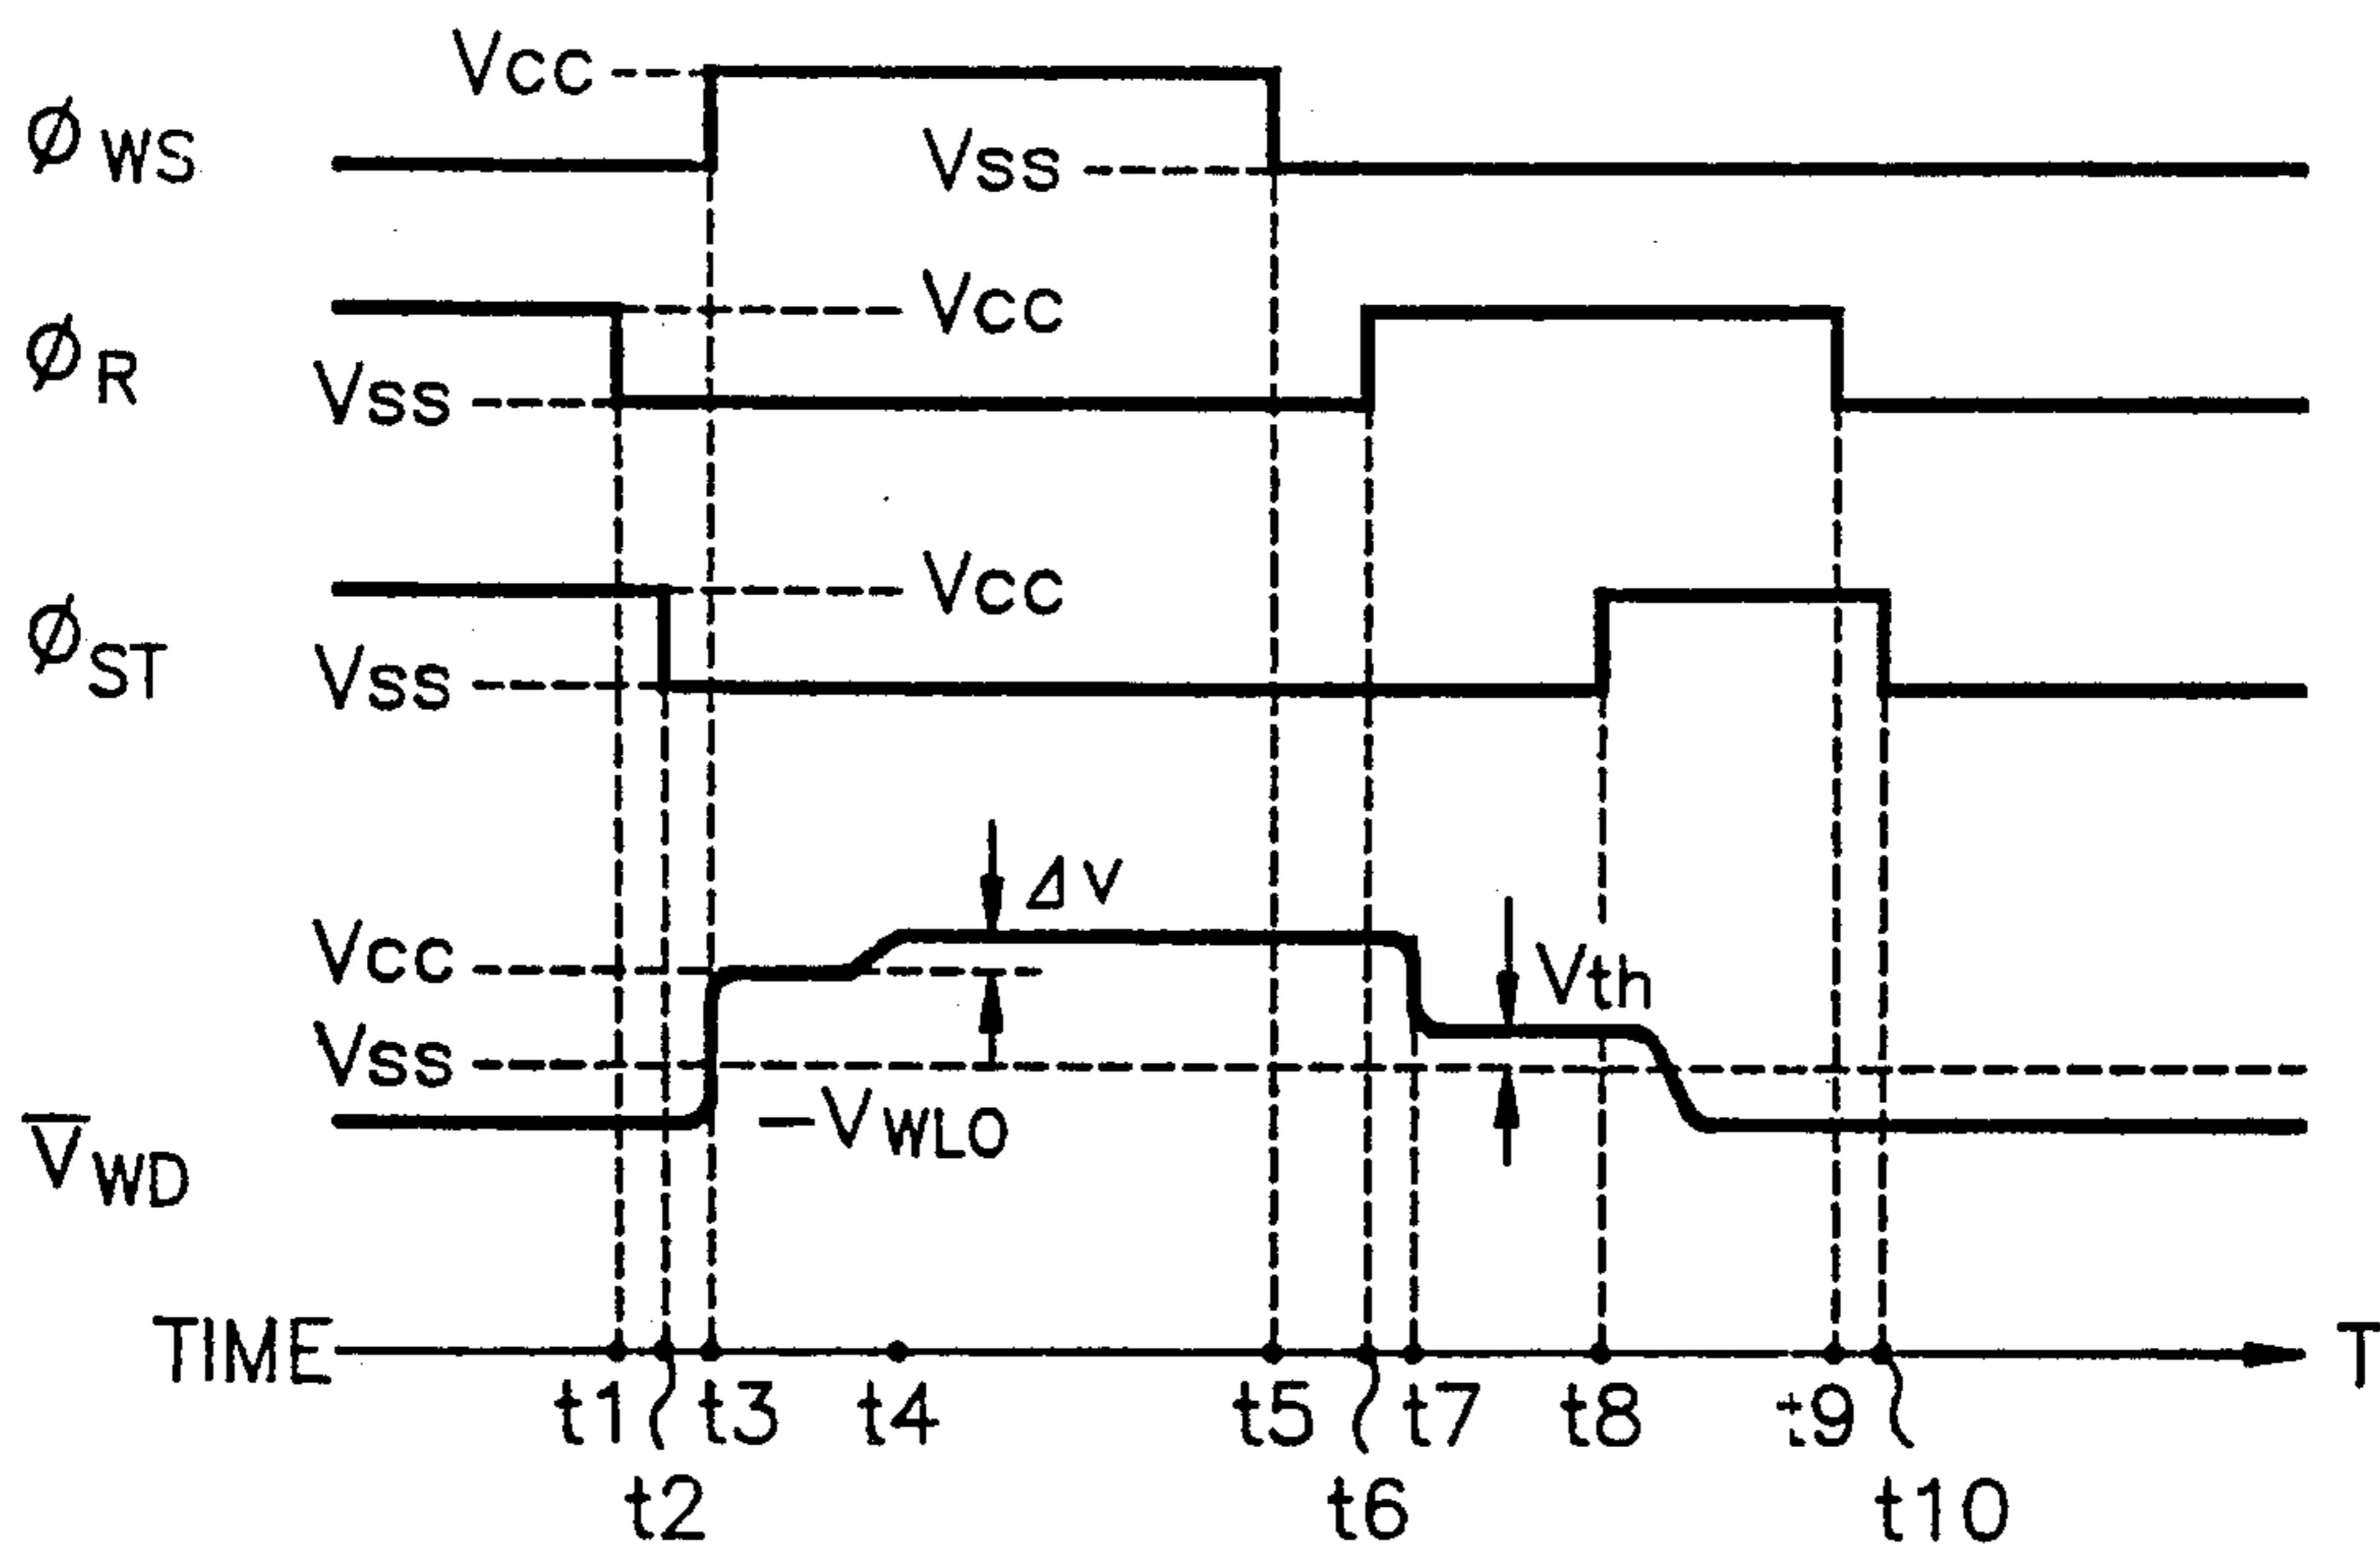 Vcc
øWS
Vss
Vcc
øR
Vss
Vcc
øST
Vss
ΔV
Vcc
Vth
Vss
-VWLO
V̅WD
TIME
T
t1 t3 t4 t5 t7 t8 t9
t2 t6 t10